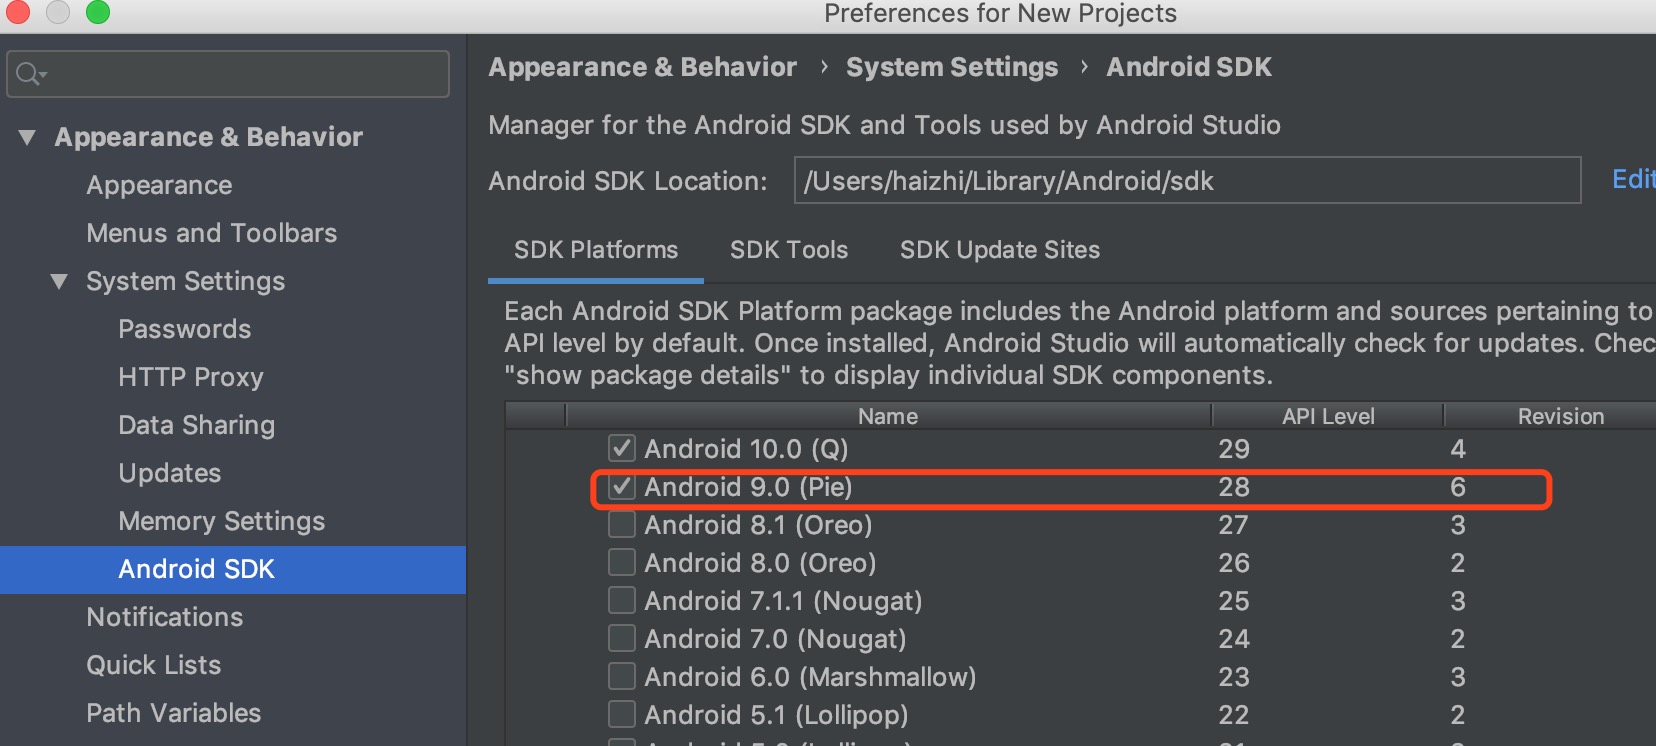 Preferences for New Projects
Appearance & Behavior
Appearance
Menus and Toolbars
System Settings
Passwords
HTTP Proxy
Data Sharing
Updates
Memory Settings
Android SDK
Notifications
Quick Lists
Path Variables
Appearance & Behavior › System Settings › Android SDK
Manager for the Android SDK and Tools used by Android Studio
Android SDK Location: /Users/haizhi/Library/Android/sdk Edit
SDK Platforms SDK Tools SDK Update Sites
Each Android SDK Platform package includes the Android platform and sources pertaining to
API level by default. Once installed, Android Studio will automatically check for updates. Chec
"show package details" to display individual SDK components.
Name API Level Revision
Android 10.0 (Q) 29 4
Android 9.0 (Pie) 28 6
Android 8.1 (Oreo) 27 3
Android 8.0 (Oreo) 26 2
Android 7.1.1 (Nougat) 25 3
Android 7.0 (Nougat) 24 2
Android 6.0 (Marshmallow) 23 3
Android 5.1 (Lollipop) 22 2